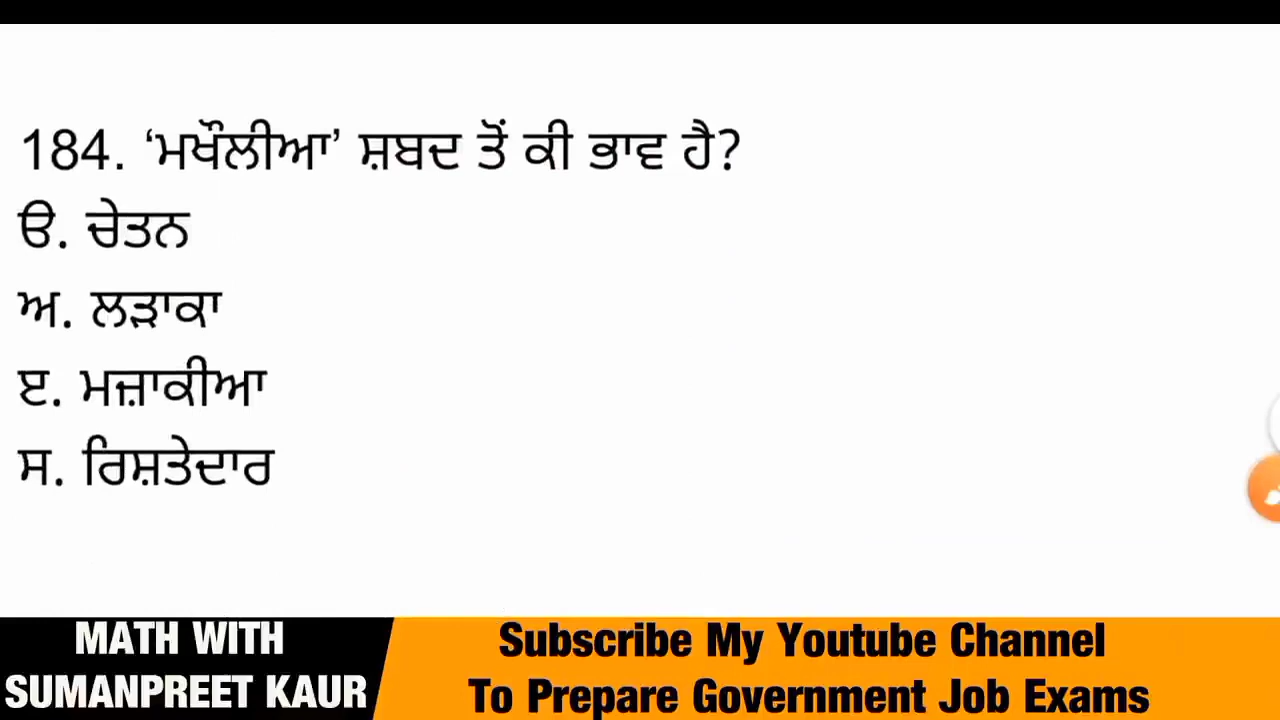 184. ‘ਮਖੌਲੀਆ’ ਸ਼ਬਦ ਤੋਂ ਕੀ ਭਾਵ ਹੈ?
ੳ. ਚੇਤਨ
ਅ. ਲੜਾਕਾ
ੲ. ਮਜ਼ਾਕੀਆ
ਸ. ਰਿਸ਼ਤੇਦਾਰ
MATH WITH
SUMANPREET KAUR
Subscribe My Youtube Channel
To Prepare Government Job Exams